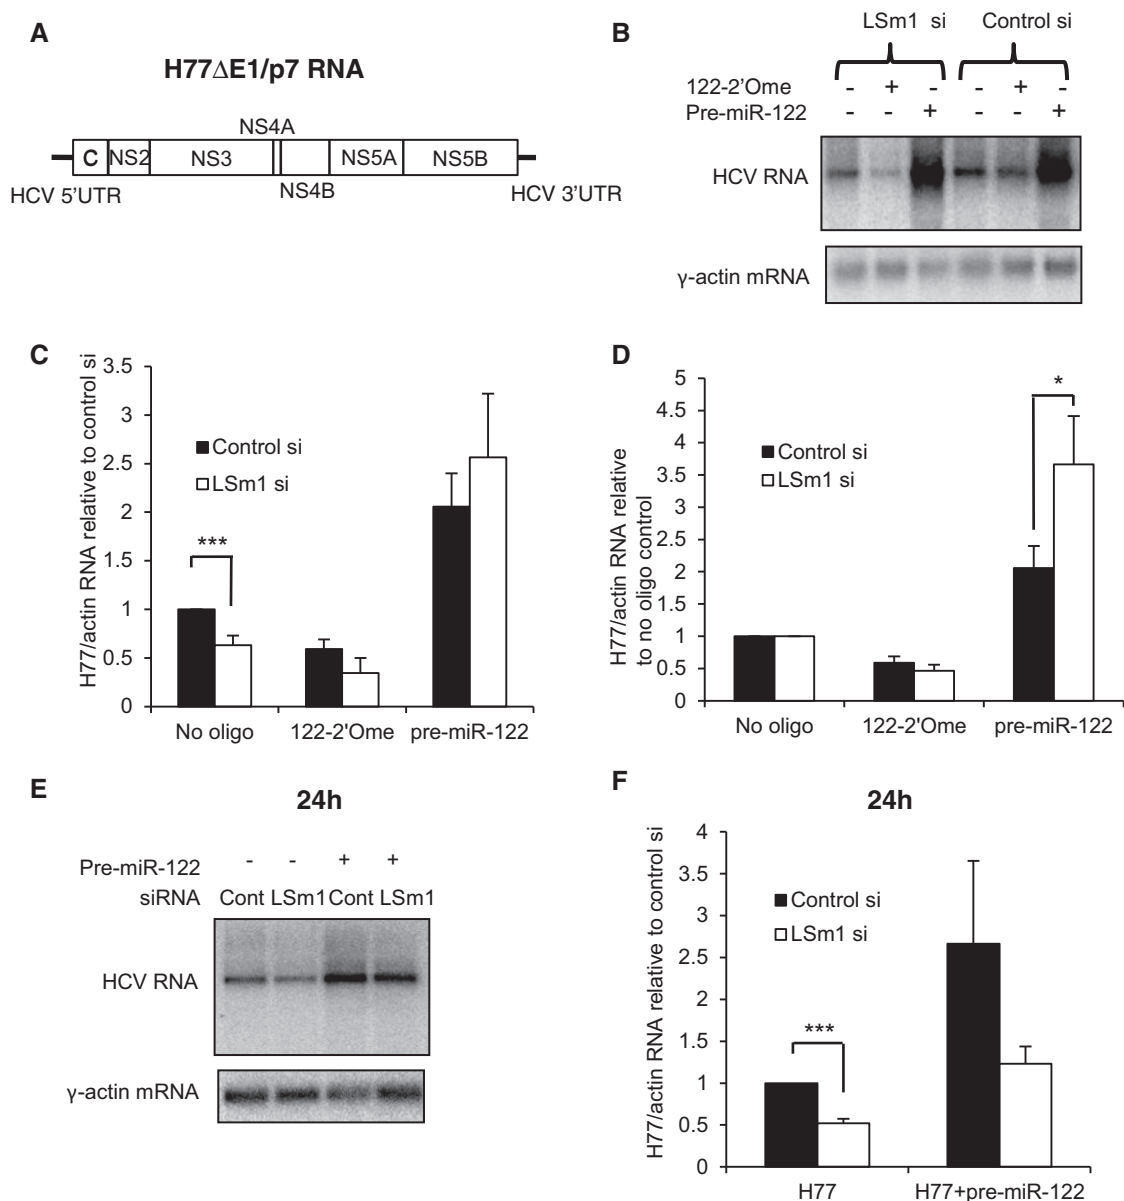 A
H77ΔE1/p7 RNA
NS4A
C NS2 NS3 NS5A NS5B
NS4B
HCV 5'UTR HCV 3'UTR
B
LSm1 si Control si
122-2'Ome - + - - + -
Pre-miR-122 - - + - - +
HCV RNA
γ-actin mRNA
C
H77/actin RNA relative to control si
3.5
3
2.5
2
1.5
1
0.5
0
Control si
LSm1 si
***
No oligo 122-2'Ome pre-miR-122
D
H77/actin RNA relative
to no oligo control
5
4.5
4
3.5
3
2.5
2
1.5
1
0.5
0
Control si
LSm1 si
*
No oligo 122-2'Ome pre-miR-122
E
24h
Pre-miR-122 - - + +
siRNA Cont LSm1 Cont LSm1
HCV RNA
γ-actin mRNA
F
24h
H77/actin RNA relative to control si
4
3.5
3
2.5
2
1.5
1
0.5
0
Control si
LSm1 si
***
H77 H77+pre-miR-122